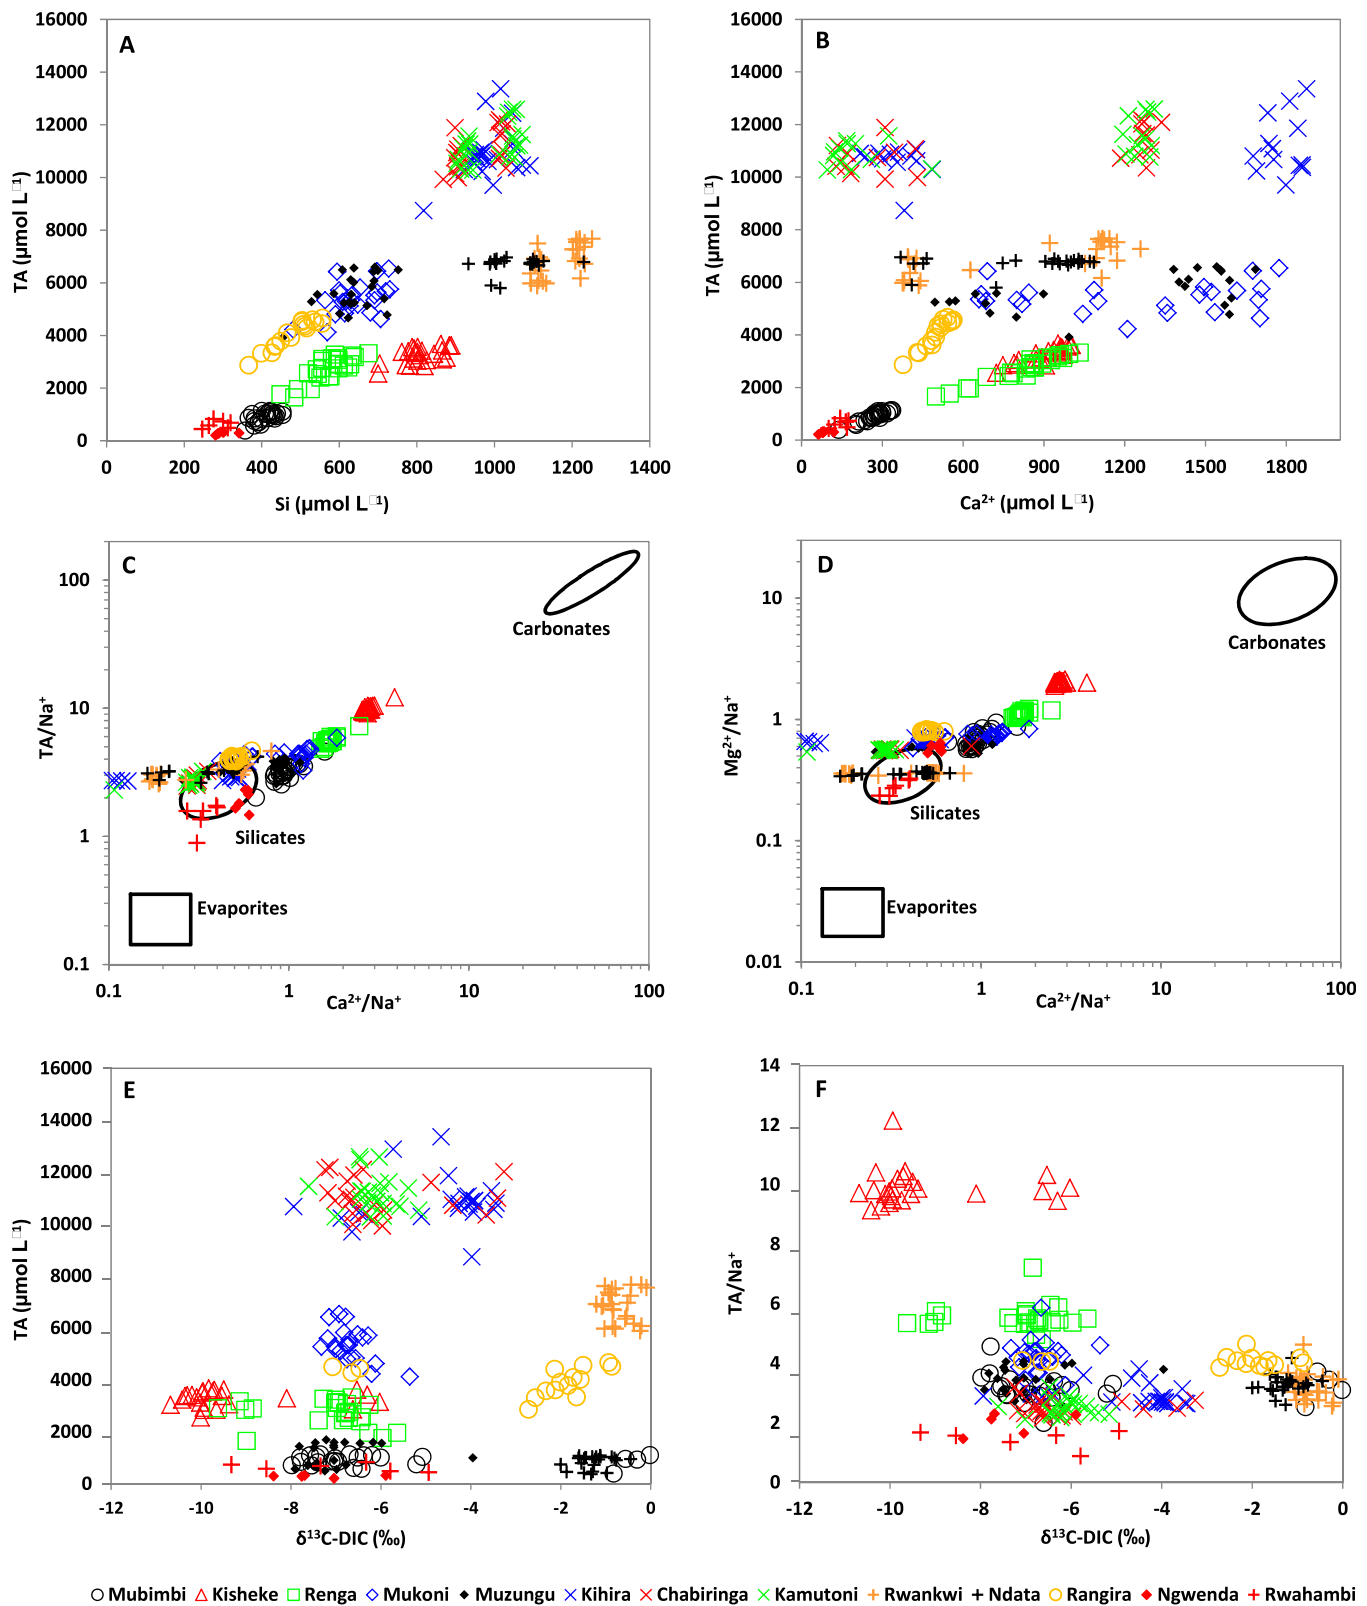 A
TA (µmol L□¹)
16000
14000
12000
10000
8000
6000
4000
2000
0
0 200 400 600 800 1000 1200 1400
Si (µmol L□¹)
B
TA (µmol L□¹)
16000
14000
12000
10000
8000
6000
4000
2000
0
0 300 600 900 1200 1500 1800
Ca²⁺ (µmol L□¹)
C
TA/Na⁺
100
10
1
0.1
Carbonates
Silicates
Evaporites
0.1 1 10 100
Ca²⁺/Na⁺
D
Mg²⁺/Na⁺
10
1
0.1
0.01
Carbonates
Silicates
Evaporites
0.1 1 10 100
Ca²⁺/Na⁺
E
TA (µmol L□¹)
16000
14000
12000
10000
8000
6000
4000
2000
0
-12 -10 -8 -6 -4 -2 0
δ¹³C-DIC (‰)
F
TA/Na⁺
14
12
10
8
6
4
2
0
-12 -10 -8 -6 -4 -2 0
δ¹³C-DIC (‰)
Mubimbi Kisheke Renga Mukoni Muzungu Kihira Chabiringa Kamutoni Rwankwi Ndata Rangira Ngwenda Rwahambi